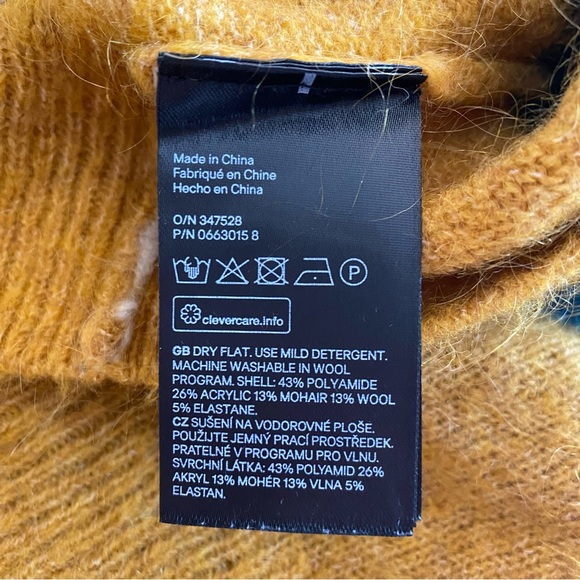 Made in China
Fabriqué en Chine
Hecho en China
O/N 347528
P/N 0663015 8
P
clevercare.info
GB DRY FLAT. USE MILD DETERGENT.
MACHINE WASHABLE IN WOOL
PROGRAM. SHELL: 43% POLYAMIDE
26% ACRYLIC 13% MOHAIR 13% WOOL
5% ELASTANE.
CZ SUŠENÍ NA VODOROVNÉ PLOŠE.
POUŽIJTE JEMNÝ PRACÍ PROSTŘEDEK.
PRATELNÉ V PROGRAMU PRO VLNU.
SVRCHNÍ LÁTKA: 43% POLYAMID 26%
AKRYL 13% MOHÉR 13% VLNA 5%
ELASTAN.